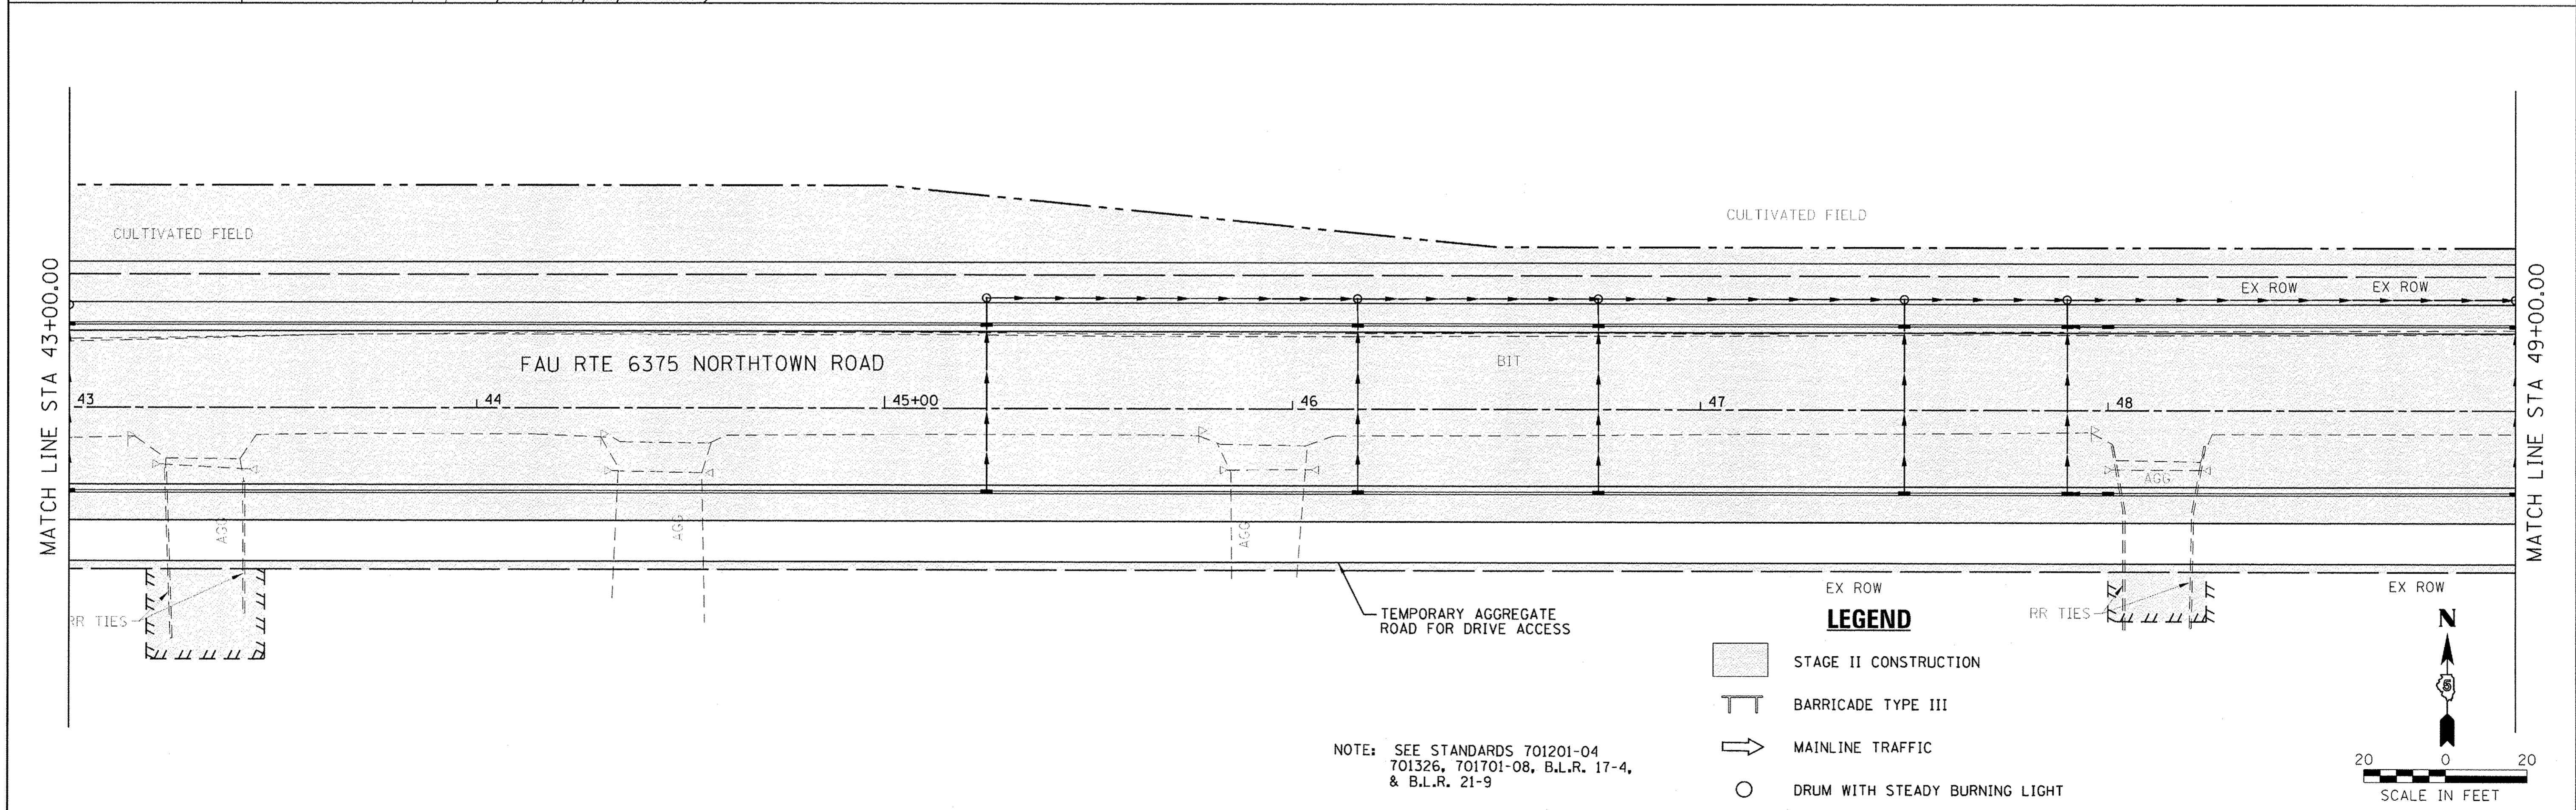 CULTIVATED FIELD
CULTIVATED FIELD
MATCH LINE STA 43+00.00
MATCH LINE STA 49+00.00
EX ROW
EX ROW
FAU RTE 6375 NORTHTOWN ROAD
BIT
43
44
45+00
46
47
48
AGG
AGG
AGG
AGG
RR TIES
RR TIES
EX ROW
EX ROW
TEMPORARY AGGREGATE
ROAD FOR DRIVE ACCESS
LEGEND
STAGE II CONSTRUCTION
BARRICADE TYPE III
MAINLINE TRAFFIC
DRUM WITH STEADY BURNING LIGHT
NOTE: SEE STANDARDS 701201-04
701326, 701701-08, B.L.R. 17-4,
& B.L.R. 21-9
N
5
20 0 20
SCALE IN FEET